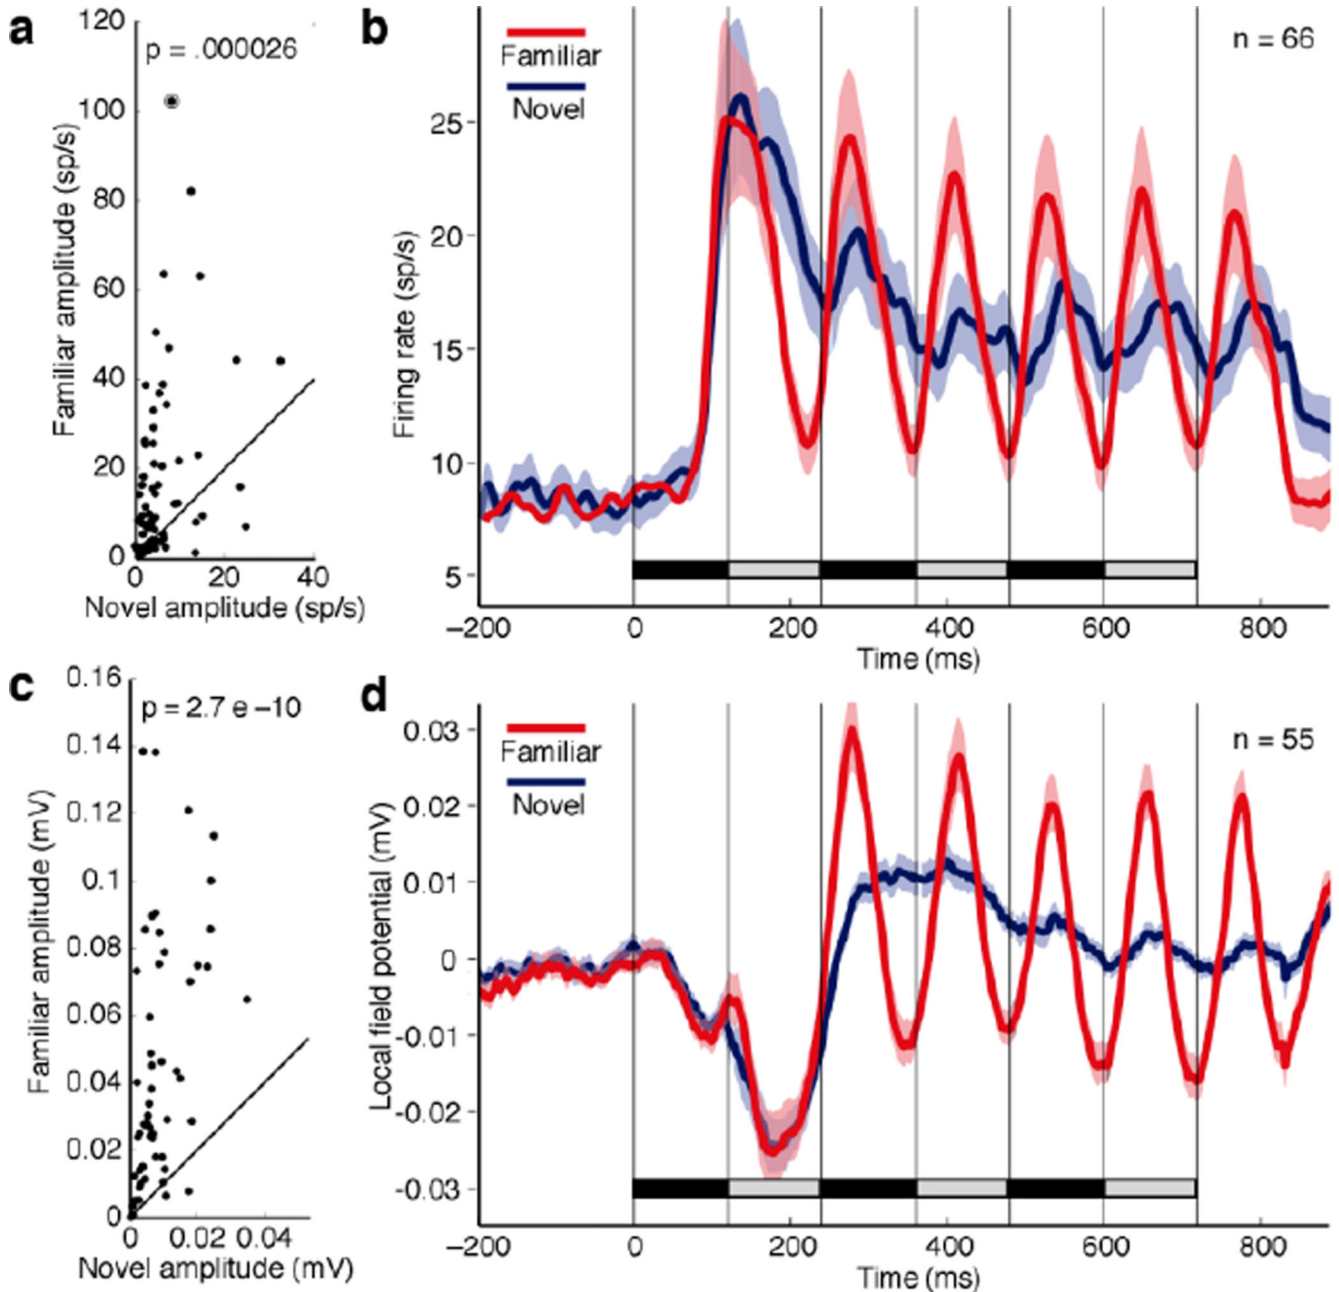 a
120
100
80
60
40
20
0
p = .000026
Familiar amplitude (sp/s)
0 20 40
Novel amplitude (sp/s)
b
Familiar
Novel
n = 66
25
20
15
10
5
Firing rate (sp/s)
−200 0 200 400 600 800
Time (ms)
c
0.16
0.14
0.12
0.1
0.08
0.06
0.04
0.02
0
p = 2.7 e −10
Familiar amplitude (mV)
0 0.02 0.04
Novel amplitude (mV)
d
Familiar
Novel
n = 55
0.03
0.02
0.01
0
-0.01
-0.02
-0.03
Local field potential (mV)
−200 0 200 400 600 800
Time (ms)